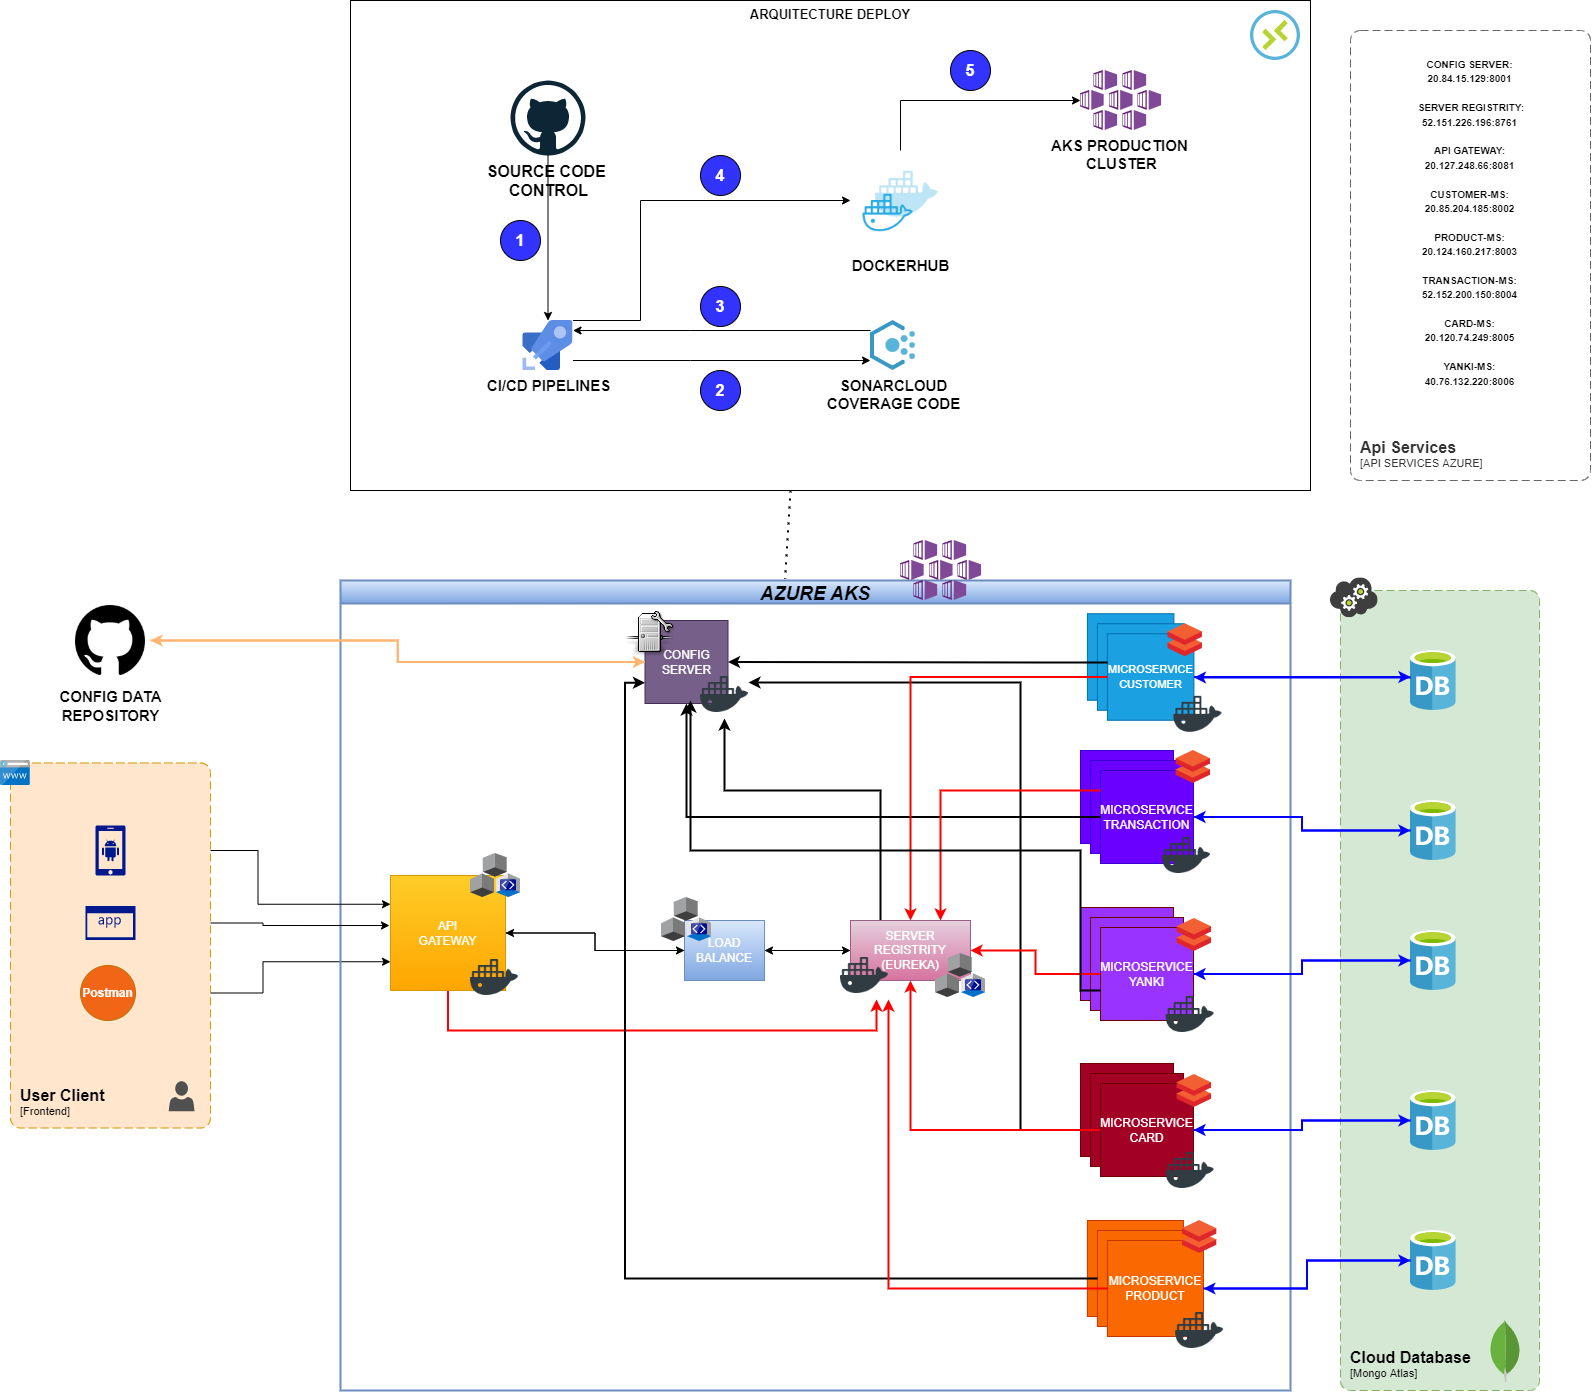 ARQUITECTURE DEPLOY
5
SOURCE CODE
CONTROL
AKS PRODUCTION
CLUSTER
4
1
DOCKERHUB
3
CI/CD PIPELINES
2
SONARCLOUD
COVERAGE CODE
CONFIG SERVER:
20.84.15.129:8001
SERVER REGISTRITY:
52.151.226.196:8761
API GATEWAY:
20.127.248.66:8081
CUSTOMER-MS:
20.85.204.185:8002
PRODUCT-MS:
20.124.160.217:8003
TRANSACTION-MS:
52.152.200.150:8004
CARD-MS:
20.120.74.249:8005
YANKI-MS:
40.76.132.220:8006
Api Services
[API SERVICES AZURE]
AZURE AKS
CONFIG DATA
REPOSITORY
CONFIG
SERVER
MICROSERVICE
CUSTOMER
DB
www
app
Postman
User Client
[Frontend]
API
GATEWAY
LOAD
BALANCE
SERVER
REGISTRITY
(EUREKA)
MICROSERVICE
TRANSACTION
DB
MICROSERVICE
YANKI
DB
MICROSERVICE
CARD
DB
MICROSERVICE
PRODUCT
DB
Cloud Database
[Mongo Atlas]